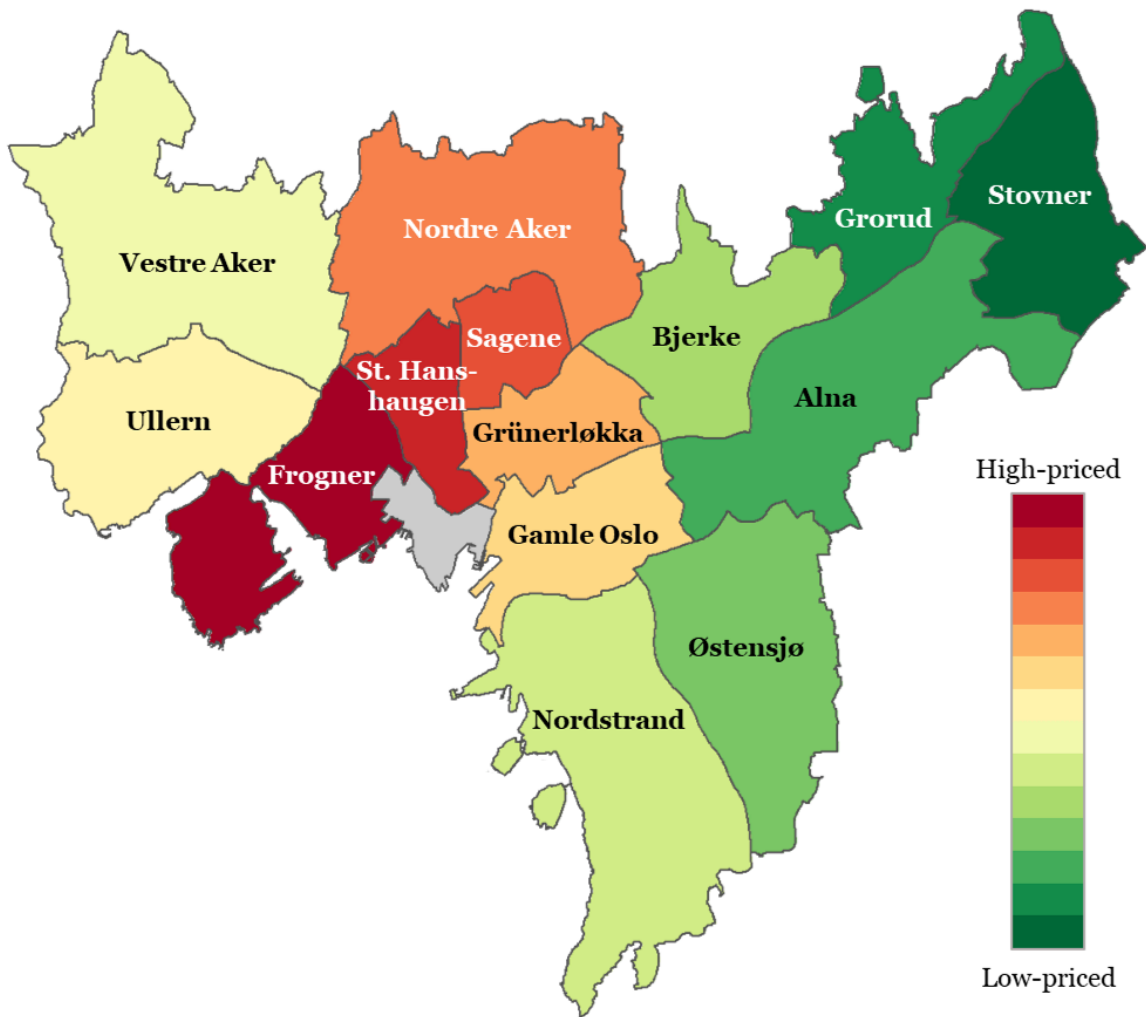 Stovner
Grorud
Nordre Aker
Vestre Aker
Sagene
Bjerke
St. Hans-
haugen
Alna
Ullern
Grünerløkka
Frogner
High-priced
Gamle Oslo
Østensjø
Nordstrand
Low-priced